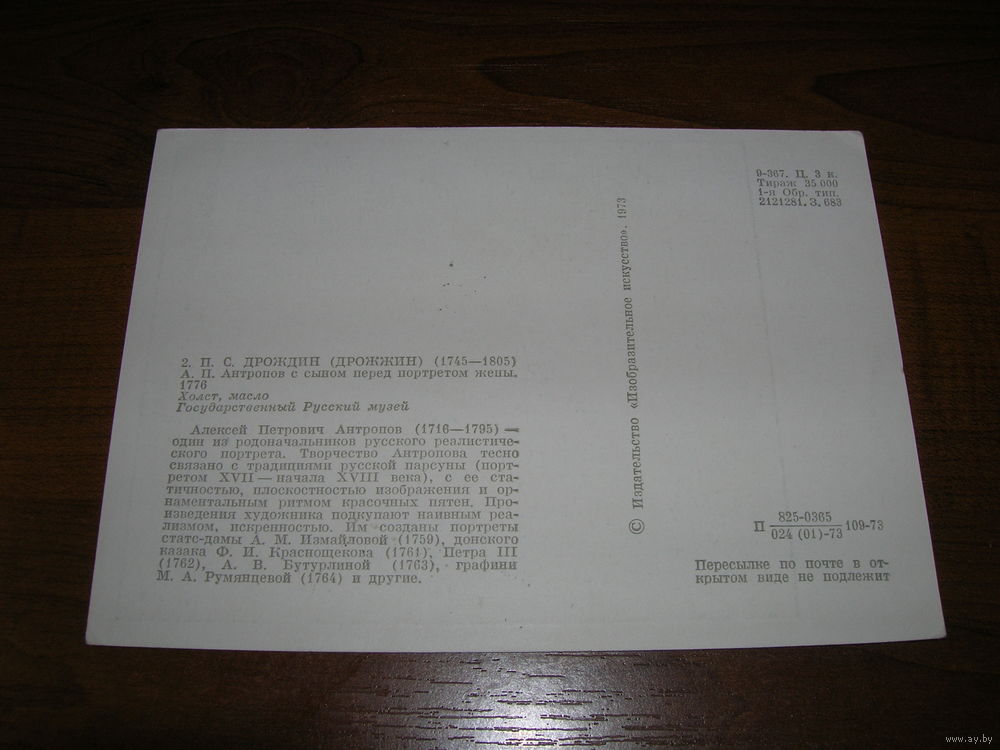 9-367. Ц. 3 к.
Тираж 35 000
1-я Обр. тип.
2121281. З. 683
© Издательство «Изобразительное искусство». 1973
2. П. С. ДРОЖДИН (ДРОЖЖИН) (1745—1805)
А. П. Антропов с сыном перед портретом жены.
1776
Холст, масло
Государственный Русский музей
Алексей Петрович Антропов (1716—1795) —
один из родоначальников русского реалистиче-
ского портрета. Творчество Антропова тесно
связано с традициями русской парсуны (порт-
ретом XVII — начала XVIII века), с ее ста-
тичностью, плоскостностью изображения и ор-
наментальным ритмом красочных пятен. Про-
изведения художника подкупают наивным реа-
лизмом, искренностью. Им созданы портреты
статс-дамы А. М. Измайловой (1759), донского
казака Ф. И. Краснощекова (1761), Петра III
(1762), А. В. Бутурлиной (1763), графини
М. А. Румянцевой (1764) и другие.
П 825-0365 109-73
024 (01)-73
Пересылке по почте в от-
крытом виде не подлежит
www.ay.by